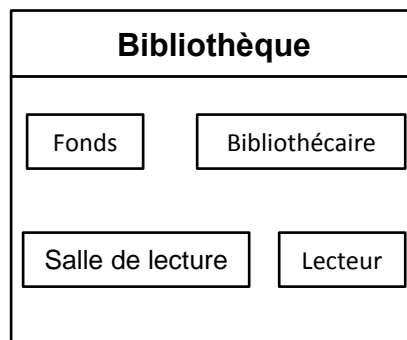 Bibliothèque
Fonds
Bibliothécaire
Salle de lecture
Lecteur